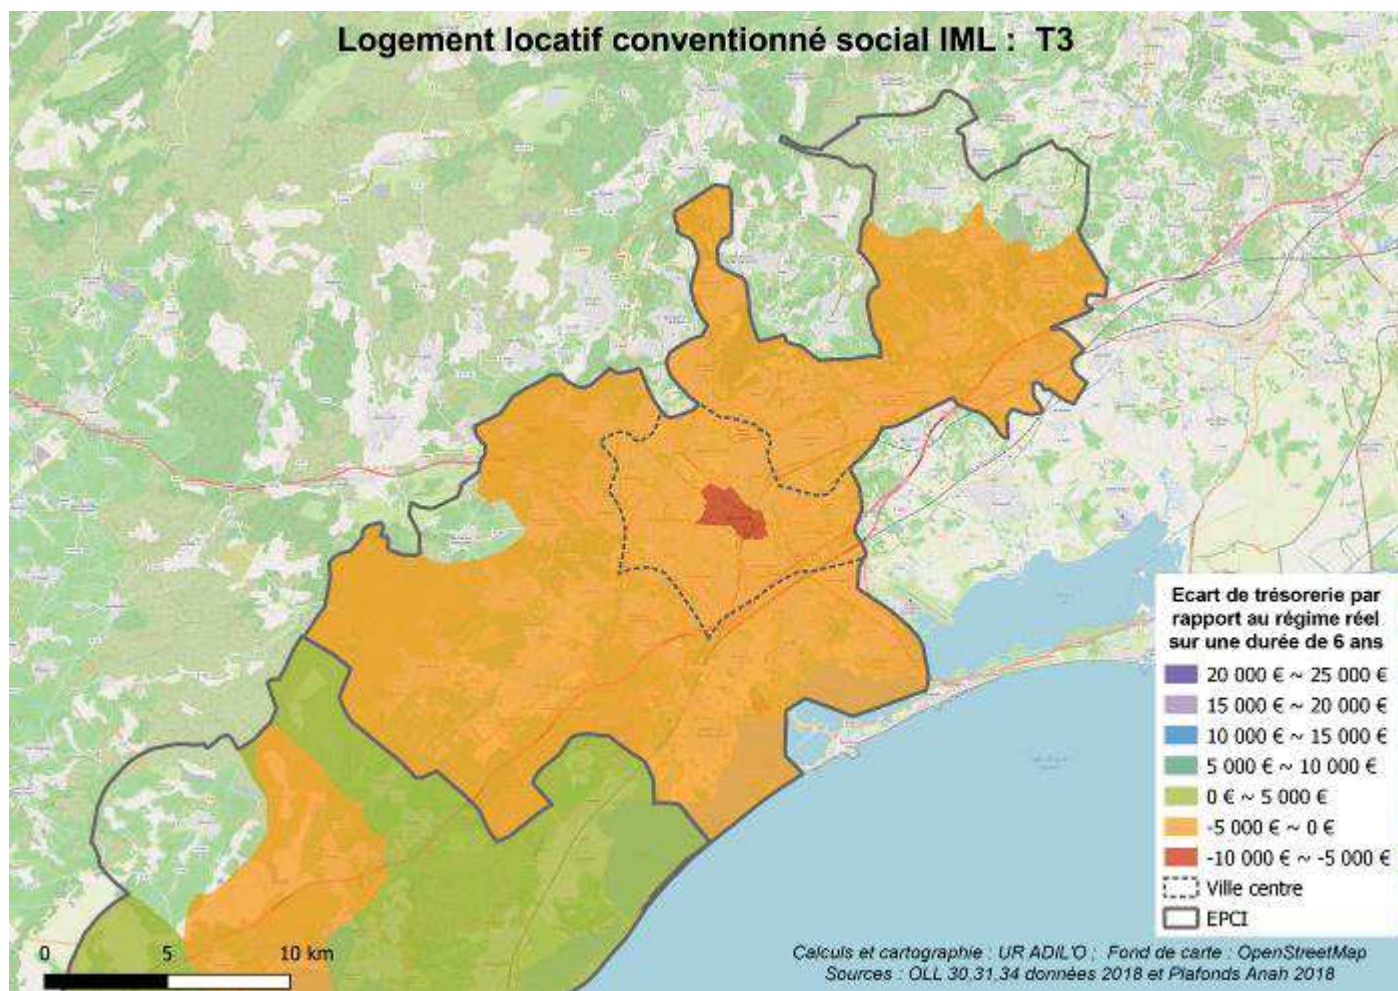 Logement locatif conventionné social IML : T3
Ecart de trésorerie par
rapport au régime réel
sur une durée de 6 ans
20 000 € ~ 25 000 €
15 000 € ~ 20 000 €
10 000 € ~ 15 000 €
5 000 € ~ 10 000 €
0 € ~ 5 000 €
-5 000 € ~ 0 €
-10 000 € ~ -5 000 €
Ville centre
EPCI
0 5 10 km
Calculs et cartographie : UR ADIL'O ; Fond de carte : OpenStreetMap
Sources : OLL 30,31,34 données 2018 et Plafonds Anah 2018